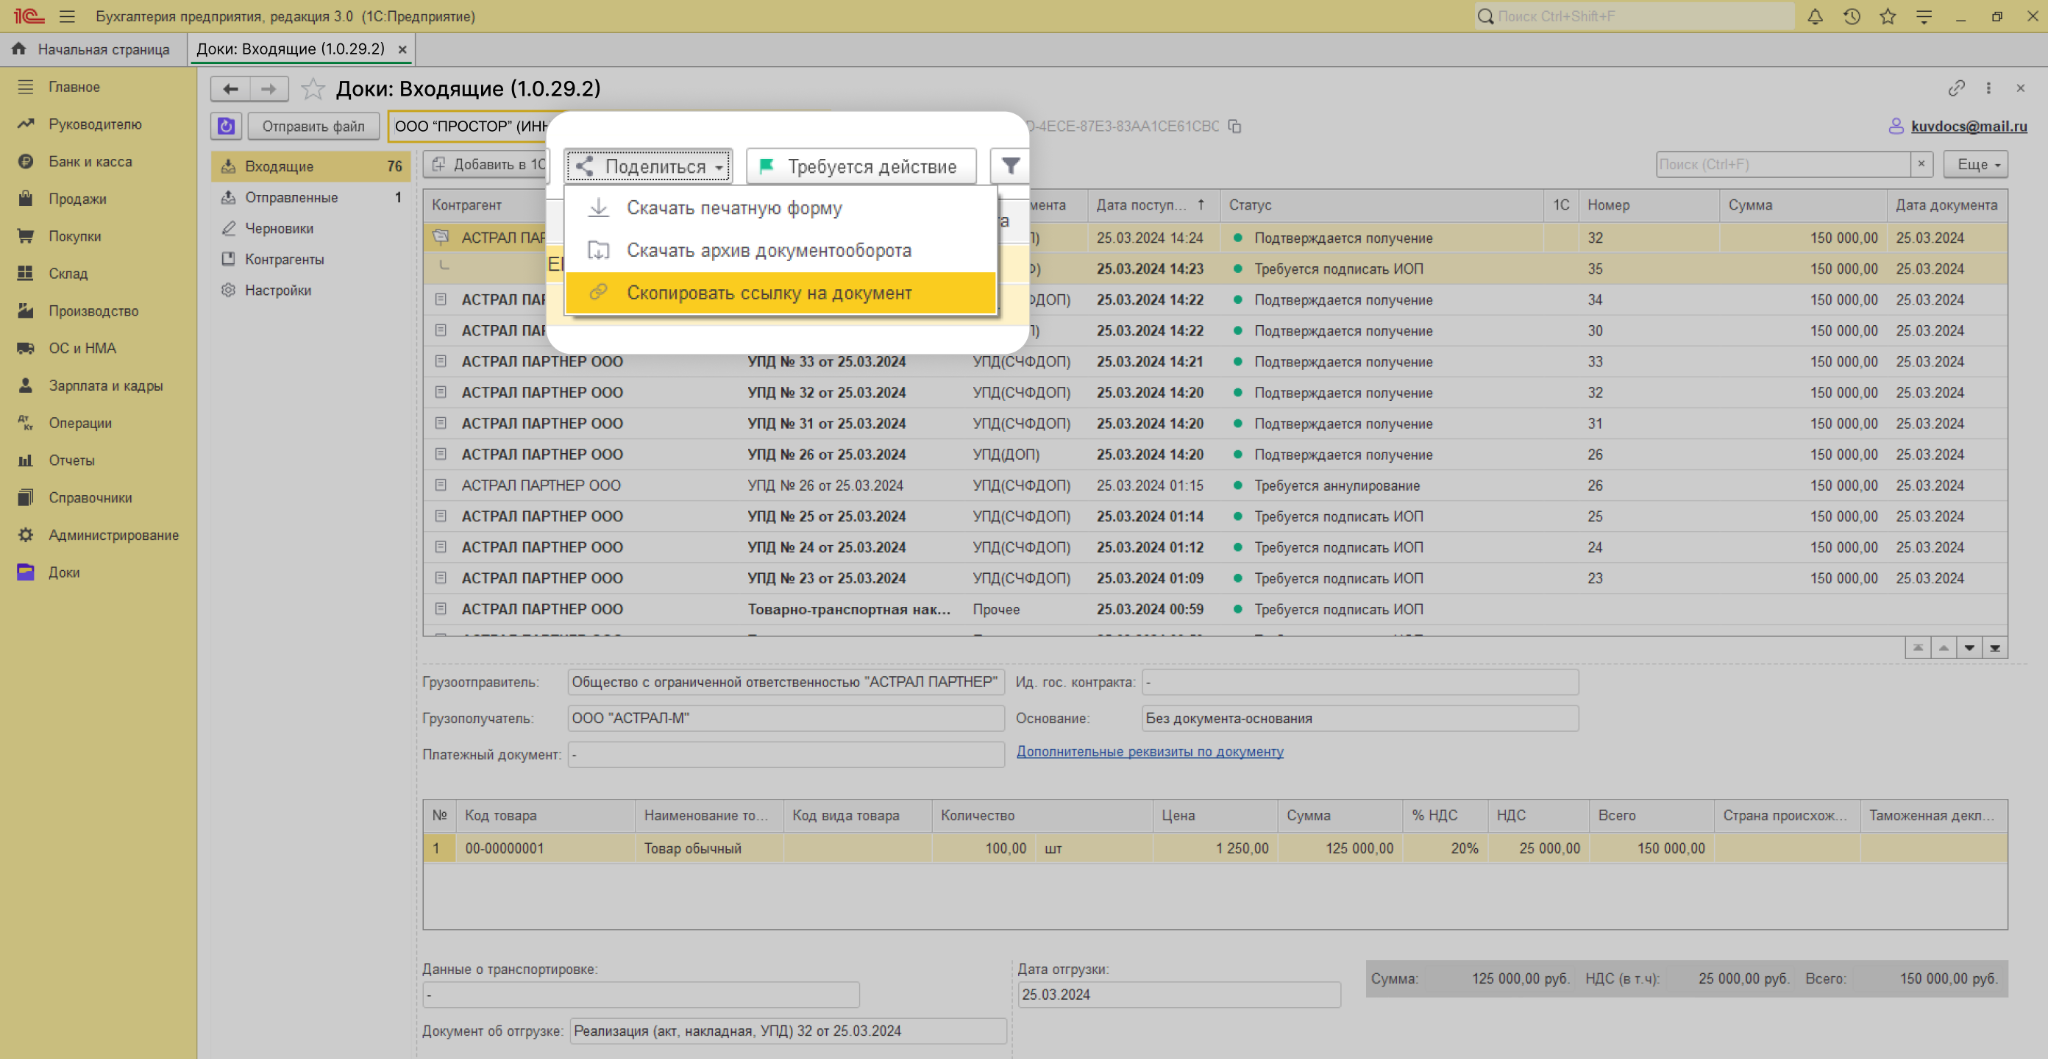 1С Бухгалтерия предприятия, редакция 3.0 (1С:Предприятие) Поиск Ctrl+Shift+F
Начальная страница Доки: Входящие (1.0.29.2) ×
Главное
Руководителю
Банк и касса
Продажи
Покупки
Склад
Производство
ОС и НМА
Зарплата и кадры
Операции
Отчеты
Справочники
Администрирование
Доки
Доки: Входящие (1.0.29.2)
Отправить файл ООО "ПРОСТОР" (ИНН -4ECE-87E3-83AA1CE61CBC kuvdocs@mail.ru
Входящие 76
Отправленные 1
Черновики
Контрагенты
Настройки
Добавить в 1С Поделиться Требуется действие Поиск (Ctrl+F) × Еще
Скачать печатную форму
Скачать архив документооборота
Скопировать ссылку на документ
Контрагент мента Дата поступ... ↑ Статус 1С Номер Сумма Дата документа
АСТРАЛ ПАР 25.03.2024 14:24 Подтверждается получение 32 150 000,00 25.03.2024
25.03.2024 14:23 Требуется подписать ИОП 35 150 000,00 25.03.2024
АСТРАЛ ПАР ДОП) 25.03.2024 14:22 Подтверждается получение 34 150 000,00 25.03.2024
АСТРАЛ ПАР 25.03.2024 14:22 Подтверждается получение 30 150 000,00 25.03.2024
АСТРАЛ ПАРТНЕР ООО УПД № 33 от 25.03.2024 УПД(СЧФДОП) 25.03.2024 14:21 Подтверждается получение 33 150 000,00 25.03.2024
АСТРАЛ ПАРТНЕР ООО УПД № 32 от 25.03.2024 УПД(СЧФДОП) 25.03.2024 14:20 Подтверждается получение 32 150 000,00 25.03.2024
АСТРАЛ ПАРТНЕР ООО УПД № 31 от 25.03.2024 УПД(СЧФДОП) 25.03.2024 14:20 Подтверждается получение 31 150 000,00 25.03.2024
АСТРАЛ ПАРТНЕР ООО УПД № 26 от 25.03.2024 УПД(ДОП) 25.03.2024 14:20 Подтверждается получение 26 150 000,00 25.03.2024
АСТРАЛ ПАРТНЕР ООО УПД № 26 от 25.03.2024 УПД(СЧФДОП) 25.03.2024 01:15 Требуется аннулирование 26 150 000,00 25.03.2024
АСТРАЛ ПАРТНЕР ООО УПД № 25 от 25.03.2024 УПД(СЧФДОП) 25.03.2024 01:14 Требуется подписать ИОП 25 150 000,00 25.03.2024
АСТРАЛ ПАРТНЕР ООО УПД № 24 от 25.03.2024 УПД(СЧФДОП) 25.03.2024 01:12 Требуется подписать ИОП 24 150 000,00 25.03.2024
АСТРАЛ ПАРТНЕР ООО УПД № 23 от 25.03.2024 УПД(СЧФДОП) 25.03.2024 01:09 Требуется подписать ИОП 23 150 000,00 25.03.2024
АСТРАЛ ПАРТНЕР ООО Товарно-транспортная нак... Прочее 25.03.2024 00:59 Требуется подписать ИОП
Грузоотправитель: Общество с ограниченной ответственностью "АСТРАЛ ПАРТНЕР" Ид. гос. контракта: -
Грузополучатель: ООО "АСТРАЛ-М" Основание: Без документа-основания
Платежный документ: - Дополнительные реквизиты по документу
№ Код товара Наименование то... Код вида товара Количество Цена Сумма % НДС НДС Всего Страна происхож... Таможенная декл...
1 00-00000001 Товар обычный 100,00 шт 1 250,00 125 000,00 20% 25 000,00 150 000,00
Данные о транспортировке: Дата отгрузки:
- 25.03.2024
Сумма: 125 000,00 руб. НДС (в т.ч): 25 000,00 руб. Всего: 150 000,00 руб.
Документ об отгрузке: Реализация (акт, накладная, УПД) 32 от 25.03.2024